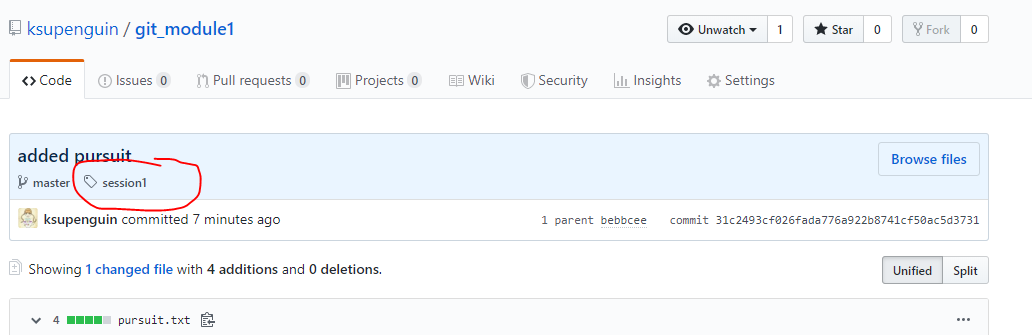 ksupenguin / git_module1
Unwatch 1 Star 0 Fork 0
Code Issues 0 Pull requests 0 Projects 0 Wiki Security Insights Settings
added pursuit
Browse files
master session1
ksupenguin committed 7 minutes ago 1 parent bebbcee commit 31c2493cf026fada776a922b8741cf50ac5d3731
Showing 1 changed file with 4 additions and 0 deletions. Unified Split
4 pursuit.txt